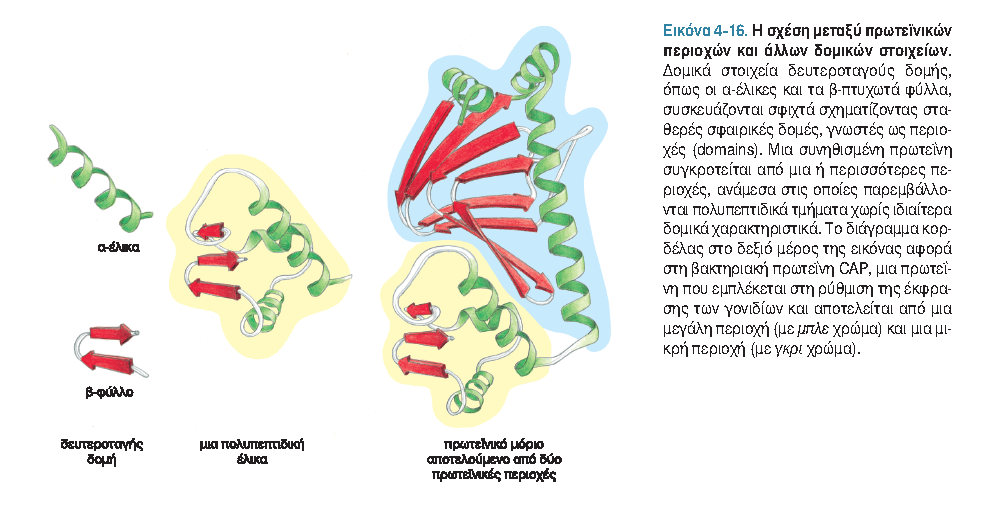 α-έλικα
β-φύλλο
δευτεροταγής
δομή
μια πολυπεπτιδική
έλικα
πρωτεϊνικό μόριο
αποτελούμενο από δύο
πρωτεϊνικές περιοχές
Εικόνα 4-16. Η σχέση μεταξύ πρωτεϊνικών
περιοχών και άλλων δομικών στοιχείων.
Δομικά στοιχεία δευτεροταγούς δομής,
όπως οι α-έλικες και τα β-πτυχωτά φύλλα,
συσκευάζονται σφιχτά σχηματίζοντας στα-
θερές σφαιρικές δομές, γνωστές ως περιο-
χές (domains). Μια συνηθισμένη πρωτεΐνη
συγκροτείται από μια ή περισσότερες πε-
ριοχές, ανάμεσα στις οποίες παρεμβάλλο-
νται πολυπεπτιδικά τμήματα χωρίς ιδιαίτερα
δομικά χαρακτηριστικά. Το διάγραμμα κορ-
δέλας στο δεξιό μέρος της εικόνας αφορά
στη βακτηριακή πρωτεΐνη CAP, μια πρωτεΐ-
νη που εμπλέκεται στη ρύθμιση της έκφρα-
σης των γονιδίων και αποτελείται από μια
μεγάλη περιοχή (με μπλε χρώμα) και μια μι-
κρή περιοχή (με γκρι χρώμα).